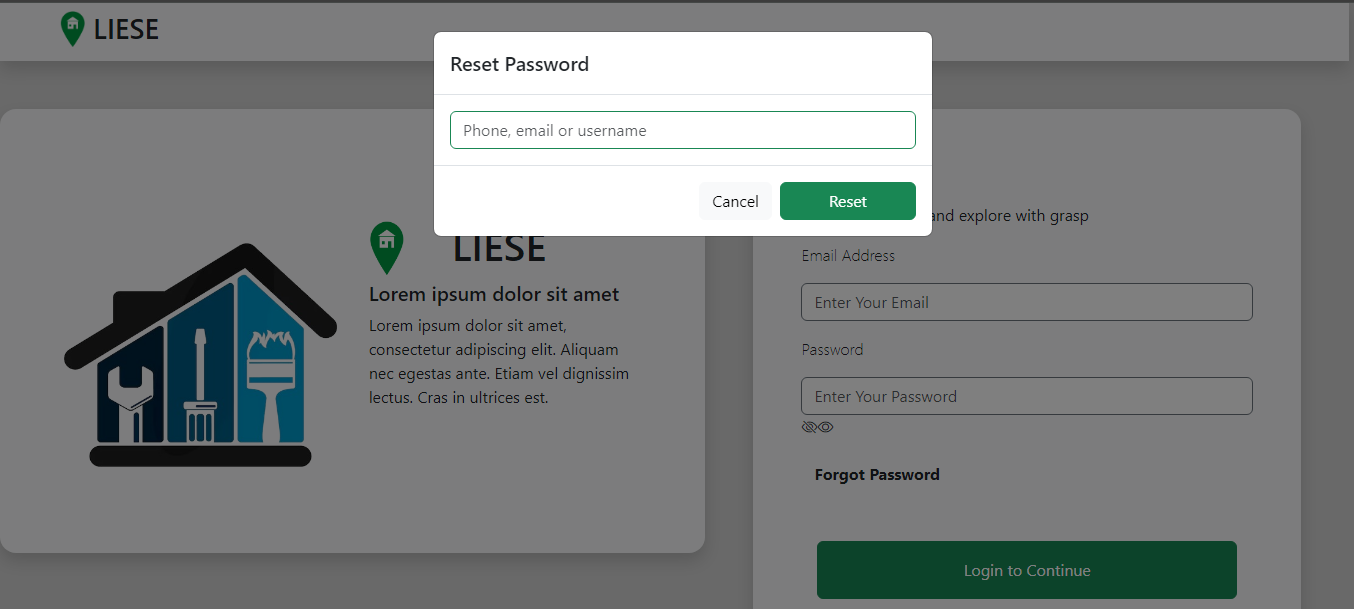 LIESE
Reset Password
Phone, email or username
Cancel
Reset
LIESE
Lorem ipsum dolor sit amet
Lorem ipsum dolor sit amet,
consectetur adipiscing elit. Aliquam
nec egestas ante. Etiam vel dignissim
lectus. Cras in ultrices est.
and explore with grasp
Email Address
Enter Your Email
Password
Enter Your Password
Forgot Password
Login to Continue